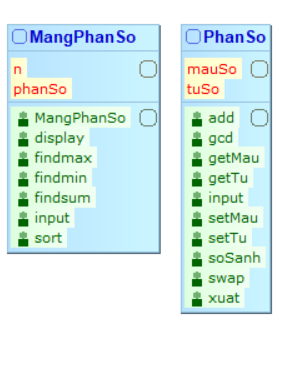 MangPhanSo
n
phanSo
MangPhanSo
display
findmax
findmin
findsum
input
sort
PhanSo
mauSo
tuSo
add
gcd
getMau
getTu
input
setMau
setTu
soSanh
swap
xuat